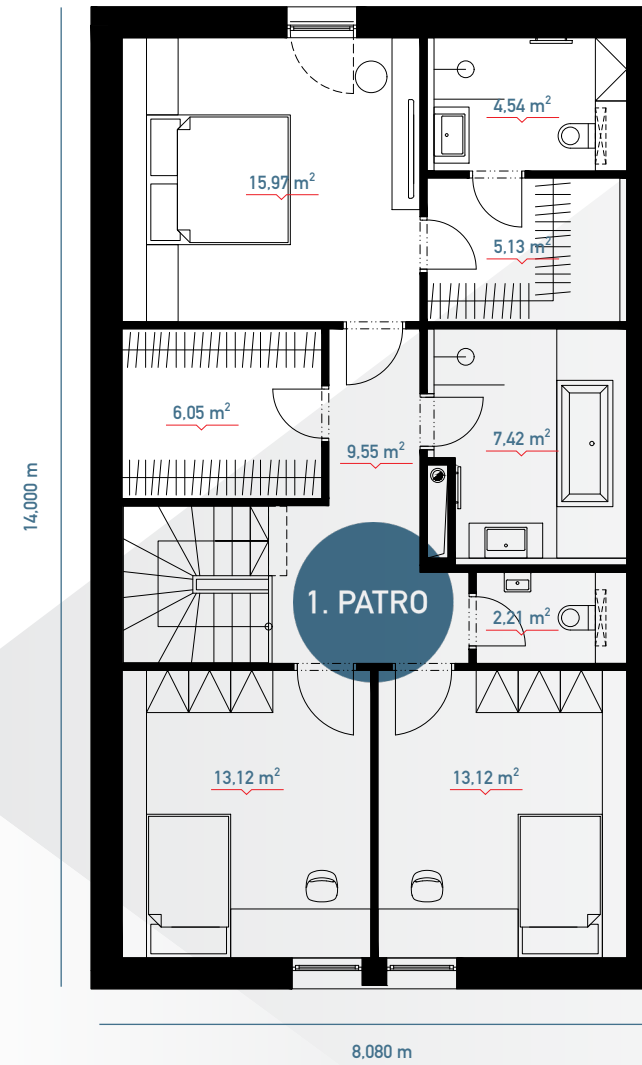 4,54 m²
15,97 m²
5,13 m²
6,05 m²
9,55 m²
7,42 m²
14,000 m
1. PATRO
2,21 m²
13,12 m²
13,12 m²
8,080 m